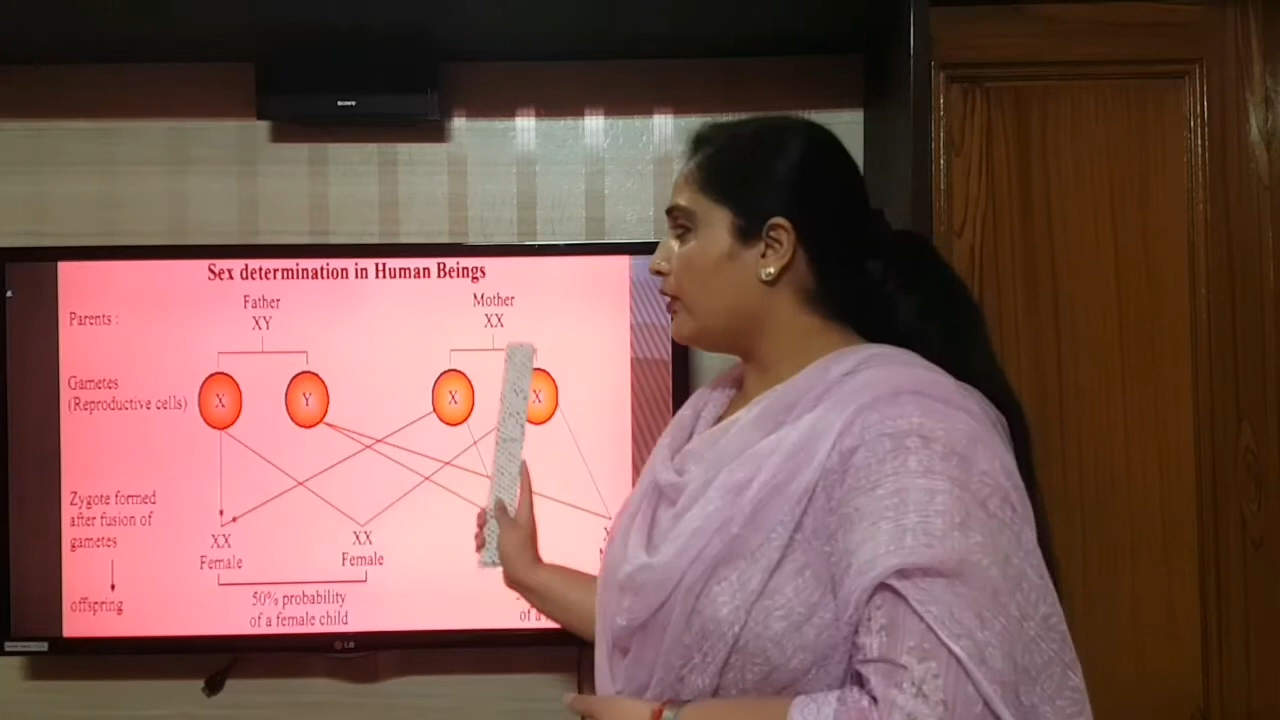 SONY
Sex determination in Human Beings
Father
Mother
Parents :
XY
XX
Gametes
(Reproductive cells)
X
Y
X
X
Zygote formed
after fusion of
gametes
XX
XX
Female
Female
offspring
50% probability
of a female child
of a
LG